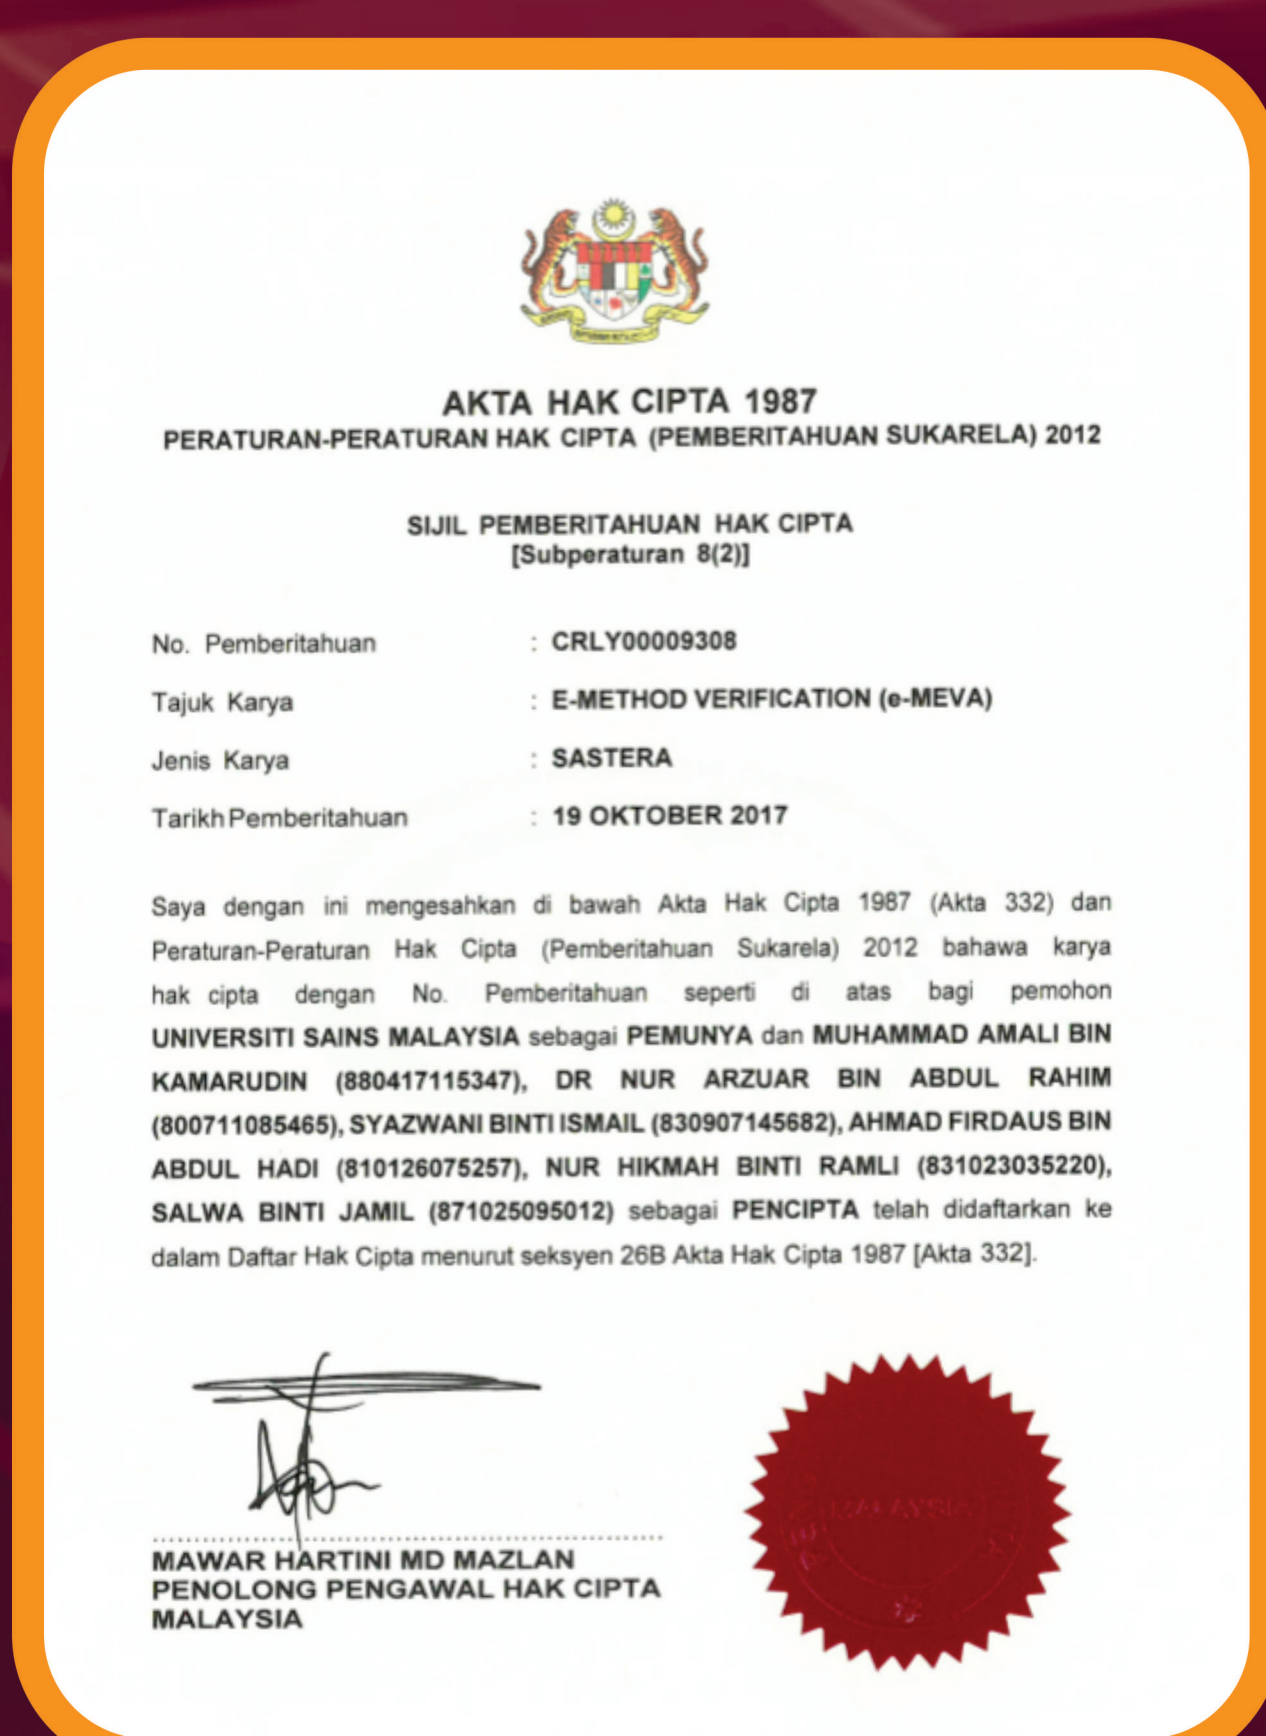 AKTA HAK CIPTA 1987
PERATURAN-PERATURAN HAK CIPTA (PEMBERITAHUAN SUKARELA) 2012
SIJIL PEMBERITAHUAN HAK CIPTA
[Subperaturan 8(2)]
No. Pemberitahuan : CRLY00009308
Tajuk Karya : E-METHOD VERIFICATION (e-MEVA)
Jenis Karya : SASTERA
Tarikh Pemberitahuan : 19 OKTOBER 2017
Saya dengan ini mengesahkan di bawah Akta Hak Cipta 1987 (Akta 332) dan
Peraturan-Peraturan Hak Cipta (Pemberitahuan Sukarela) 2012 bahawa karya
hak cipta dengan No. Pemberitahuan seperti di atas bagi pemohon
UNIVERSITI SAINS MALAYSIA sebagai PEMUNYA dan MUHAMMAD AMALI BIN
KAMARUDIN (880417115347), DR NUR ARZUAR BIN ABDUL RAHIM
(800711085465), SYAZWANI BINTI ISMAIL (830907145682), AHMAD FIRDAUS BIN
ABDUL HADI (810126075257), NUR HIKMAH BINTI RAMLI (831023035220),
SALWA BINTI JAMIL (871025095012) sebagai PENCIPTA telah didaftarkan ke
dalam Daftar Hak Cipta menurut seksyen 26B Akta Hak Cipta 1987 [Akta 332].
MAWAR HARTINI MD MAZLAN
PENOLONG PENGAWAL HAK CIPTA
MALAYSIA
MALAYSIA